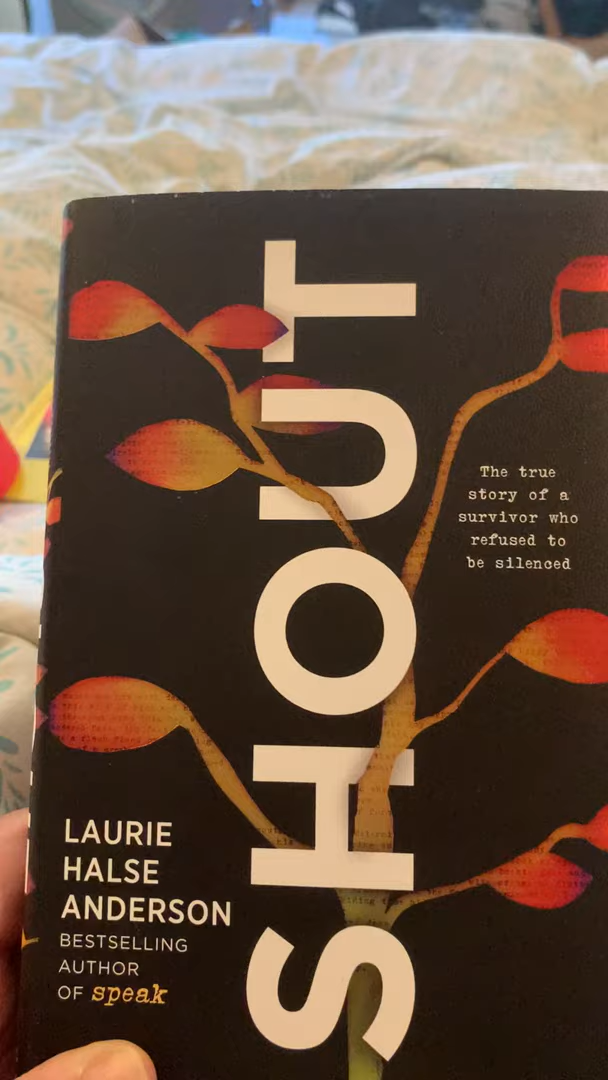 SHOUT
The true
story of a
survivor who
refused to
be silenced
LAURIE
HALSE
ANDERSON
BESTSELLING
AUTHOR
OF speak